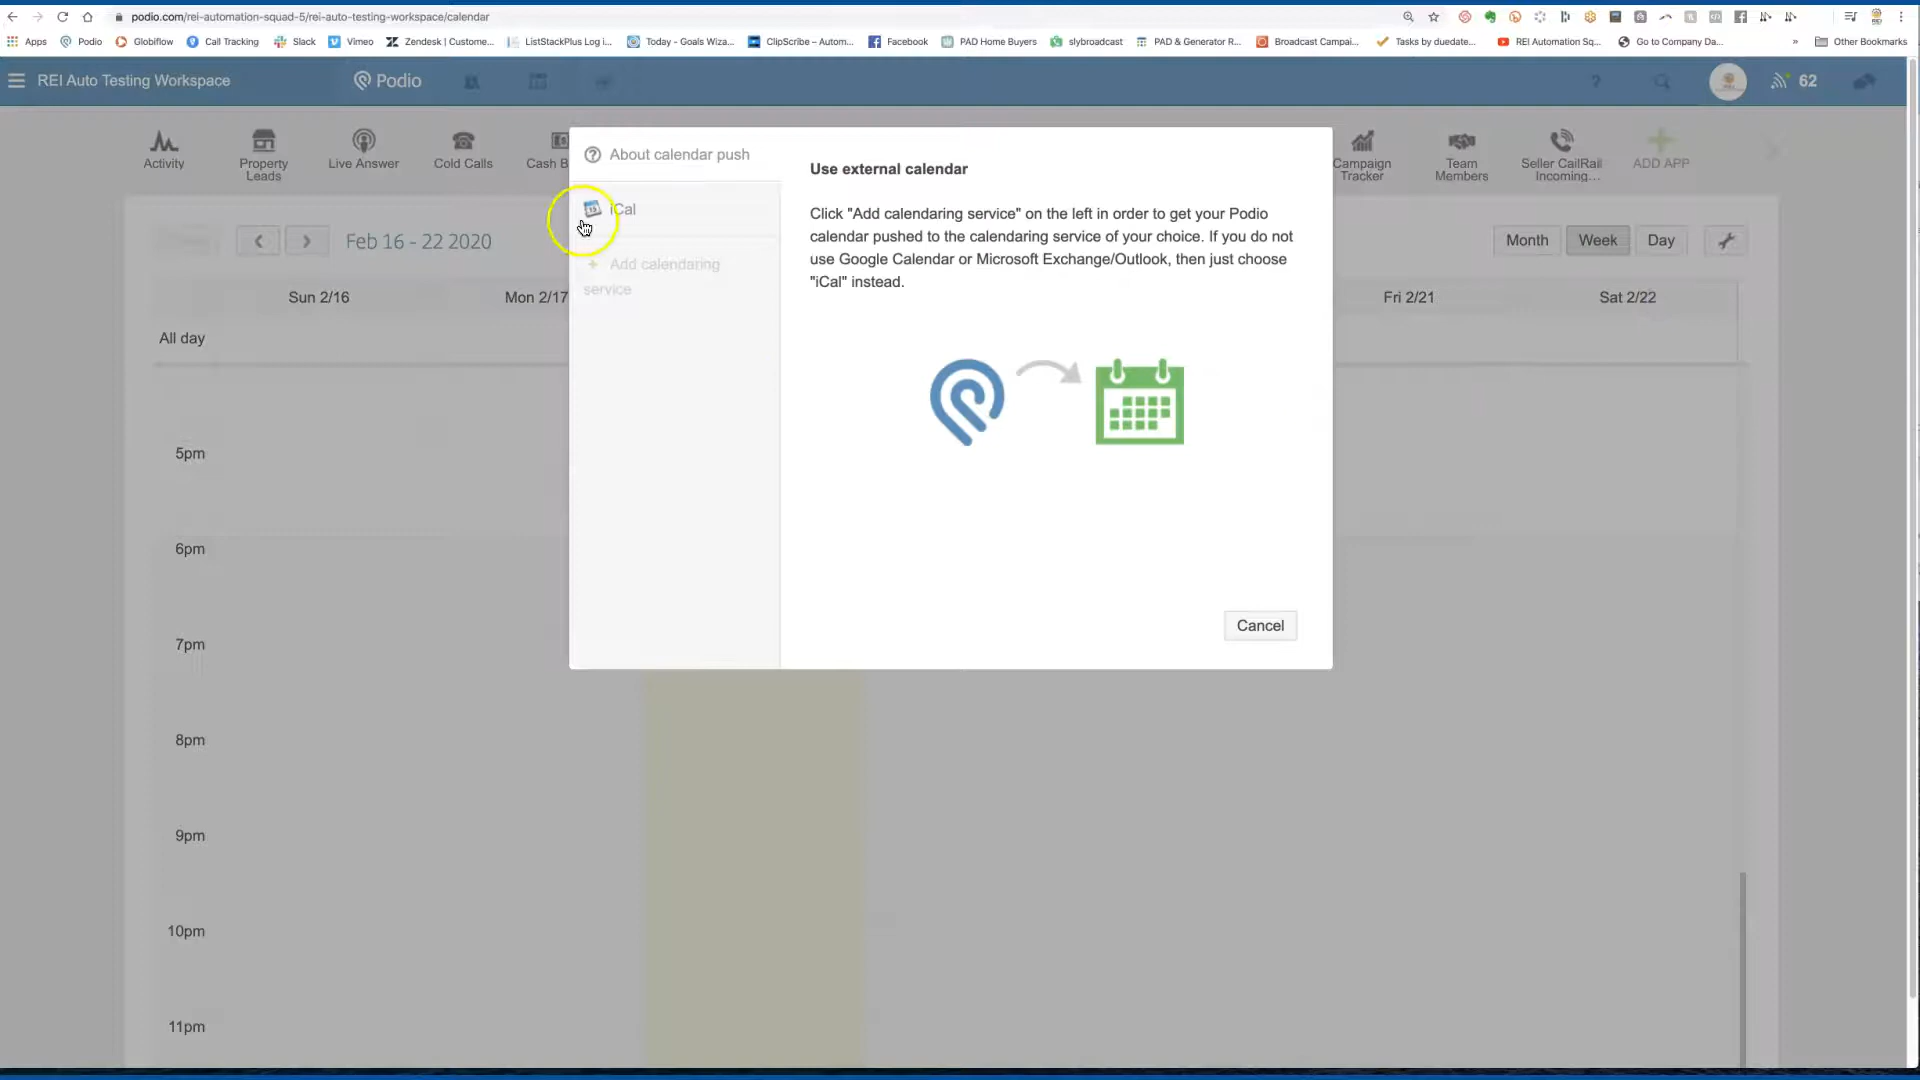 podio.com/rei-automation-squad-5/rei-auto-testing-workspace/calendar
Apps Podio Globiflow Call Tracking Slack Vimeo Zendesk | Custome... ListStackPlus Log i... Today - Goals Wiza... ClipScribe – Autom... Facebook PAD Home Buyers slybroadcast PAD & Generator R... Broadcast Campai... Tasks by duedate... REI Automation Sq... Go to Company Da... » Other Bookmarks
REI Auto Testing Workspace Podio ? 62
Activity
Property
Leads
Live Answer
Cold Calls
Cash B
Campaign
Tracker
Team
Members
Seller CallRail
Incoming...
ADD APP
About calendar push
iCal
+ Add calendaring
service
Use external calendar
Click "Add calendaring service" on the left in order to get your Podio
calendar pushed to the calendaring service of your choice. If you do not
use Google Calendar or Microsoft Exchange/Outlook, then just choose
"iCal" instead.
Cancel
Feb 16 - 22 2020
Month Week Day
Sun 2/16 Mon 2/17 Fri 2/21 Sat 2/22
All day
5pm
6pm
7pm
8pm
9pm
10pm
11pm